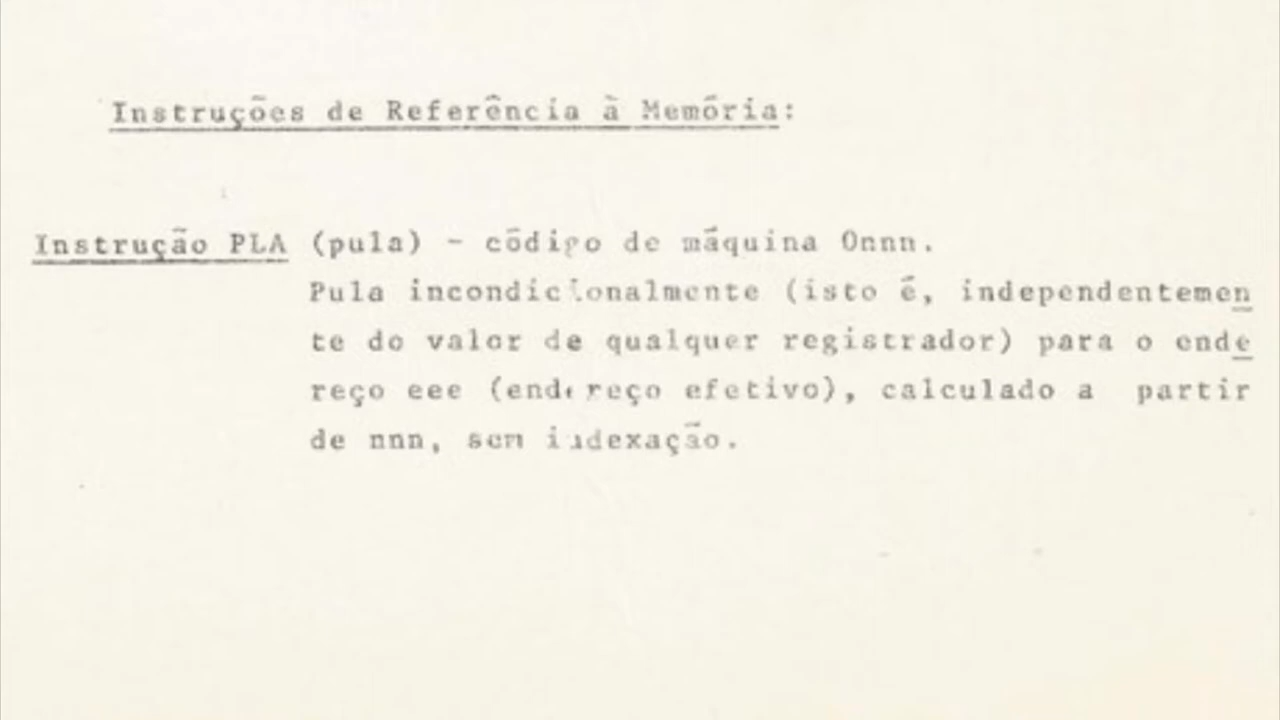 Instruções de Referência à Memória:
Instrução PLA (pula) - código de máquina 0nnn.
Pula incondicionalmente (isto é, independentemen
te do valor de qualquer registrador) para o ende
reço eee (endereço efetivo), calculado a partir
de nnn, sem indexação.